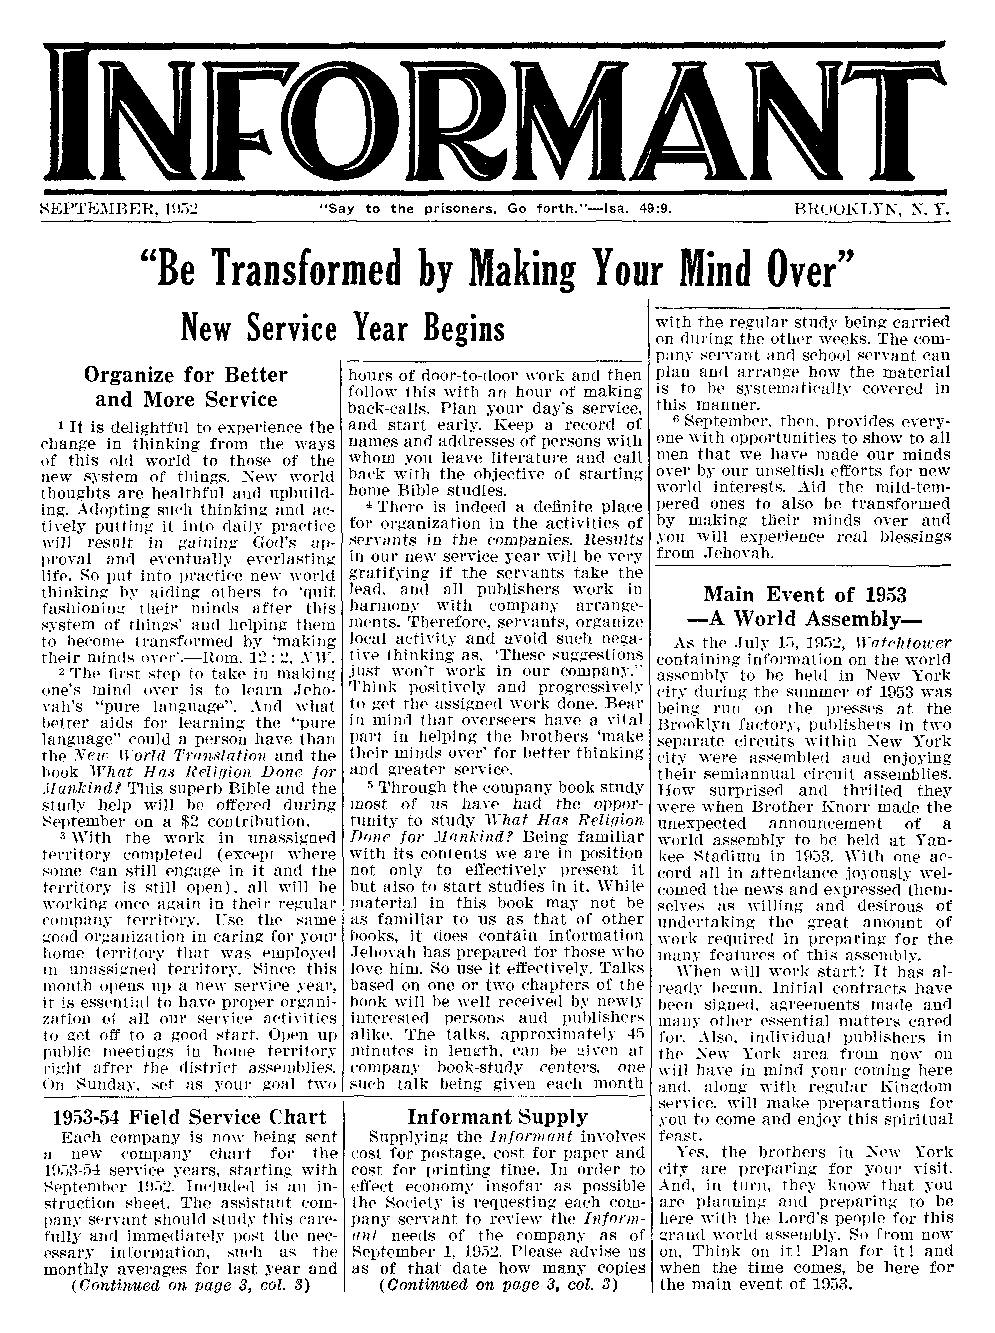 INFORMANT
SEPTEMBER, 1952 "Say to the prisoners, Go forth."—Isa. 49:9. BROOKLYN, N. Y.
"Be Transformed by Making Your Mind Over"
New Service Year Begins
Organize for Better
and More Service
1 It is delightful to experience the
change in thinking from the ways
of this old world to those of the
new system of things. New world
thoughts are healthful and upbuild-
ing. Adopting such thinking and ac-
tively putting it into daily practice
will result in gaining God's ap-
proval and eventually everlasting
life. So put into practice new world
thinking by aiding others to 'quit
fashioning their minds after this
system of things' and helping them
to become transformed by 'making
their minds over'.—Rom. 12:2, NW.
2 The first step to take in making
one's mind over is to learn Jeho-
vah's "pure language". And what
better aids for learning the "pure
language" could a person have than
the New World Translation and the
book What Has Religion Done for
Mankind? This superb Bible and the
study help will be offered during
September on a $2 contribution.
3 With the work in unassigned
territory completed (except where
some can still engage in it and the
territory is still open), all will be
working once again in their regular
company territory. Use the same
good organization in caring for your
home territory that was employed
in unassigned territory. Since this
month opens up a new service year,
it is essential to have proper organi-
zation of all our service activities
to get off to a good start. Open up
public meetings in home territory
right after the district assemblies.
On Sunday, set as your goal two
hours of door-to-door work and then
follow this with an hour of making
back-calls. Plan your day's service,
and start early. Keep a record of
names and addresses of persons with
whom you leave literature and call
back with the objective of starting
home Bible studies.
4 There is indeed a definite place
for organization in the activities of
servants in the companies. Results
in our new service year will be very
gratifying if the servants take the
lead, and all publishers work in
harmony with company arrange-
ments. Therefore, servants, organize
local activity and avoid such nega-
tive thinking as, 'These suggestions
just won't work in our company.'
Think positively and progressively
to get the assigned work done. Bear
in mind that overseers have a vital
part in helping the brothers 'make
their minds over' for better thinking
and greater service.
5 Through the company book study
most of us have had the oppor-
tunity to study What Has Religion
Done for Mankind? Being familiar
with its contents we are in position
not only to effectively present it
but also to start studies in it. While
material in this book may not be
as familiar to us as that of other
books, it does contain information
Jehovah has prepared for those who
love him. So use it effectively. Talks
based on one or two chapters of the
book will be well received by newly
interested persons and publishers
alike. The talks, approximately 45
minutes in length, can be given at
company book-study centers, one
such talk being given each month
with the regular study being carried
on during the other weeks. The com-
pany servant and school servant can
plan and arrange how the material
is to be systematically covered in
this manner.
6 September, then, provides every-
one with opportunities to show to all
men that we have made our minds
over by our unselfish efforts for new
world interests. Aid the mild-tem-
pered ones to also be transformed
by making their minds over and
you will experience real blessings
from Jehovah.
Main Event of 1953
—A World Assembly—
As the July 15, 1952, Watchtower
containing information on the world
assembly to be held in New York
city during the summer of 1953 was
being run on the presses at the
Brooklyn factory, publishers in two
separate circuits within New York
city were assembled and enjoying
their semiannual circuit assemblies.
How surprised and thrilled they
were when Brother Knorr made the
unexpected announcement of a
world assembly to be held at Yan-
kee Stadium in 1953. With one ac-
cord all in attendance joyously wel-
comed the news and expressed them-
selves as willing and desirous of
undertaking the great amount of
work required in preparing for the
many features of this assembly.
When will work start? It has al-
ready begun. Initial contracts have
been signed, agreements made and
many other essential matters cared
for. Also, individual publishers in
the New York area from now on
will have in mind your coming here
and, along with regular Kingdom
service, will make preparations for
you to come and enjoy this spiritual
feast.
Yes, the brothers in New York
city are preparing for your visit.
And, in turn, they know that you
are planning and preparing to be
here with the Lord's people for this
grand world assembly. So from now
on, Think on it! Plan for it! and
when the time comes, be here for
the main event of 1953.
1953-54 Field Service Chart
Each company is now being sent
a new company chart for the
1953-54 service years, starting with
September 1952. Included is an in-
struction sheet. The assistant com-
pany servant should study this care-
fully and immediately post the nec-
essary information, such as the
monthly averages for last year and
(Continued on page 3, col. 3)
Informant Supply
Supplying the Informant involves
cost for postage, cost for paper and
cost for printing time. In order to
effect economy insofar as possible
the Society is requesting each com-
pany servant to review the Inform-
ant needs of the company as of
September 1, 1952. Please advise us
as of that date how many copies
(Continued on page 3, col. 3)